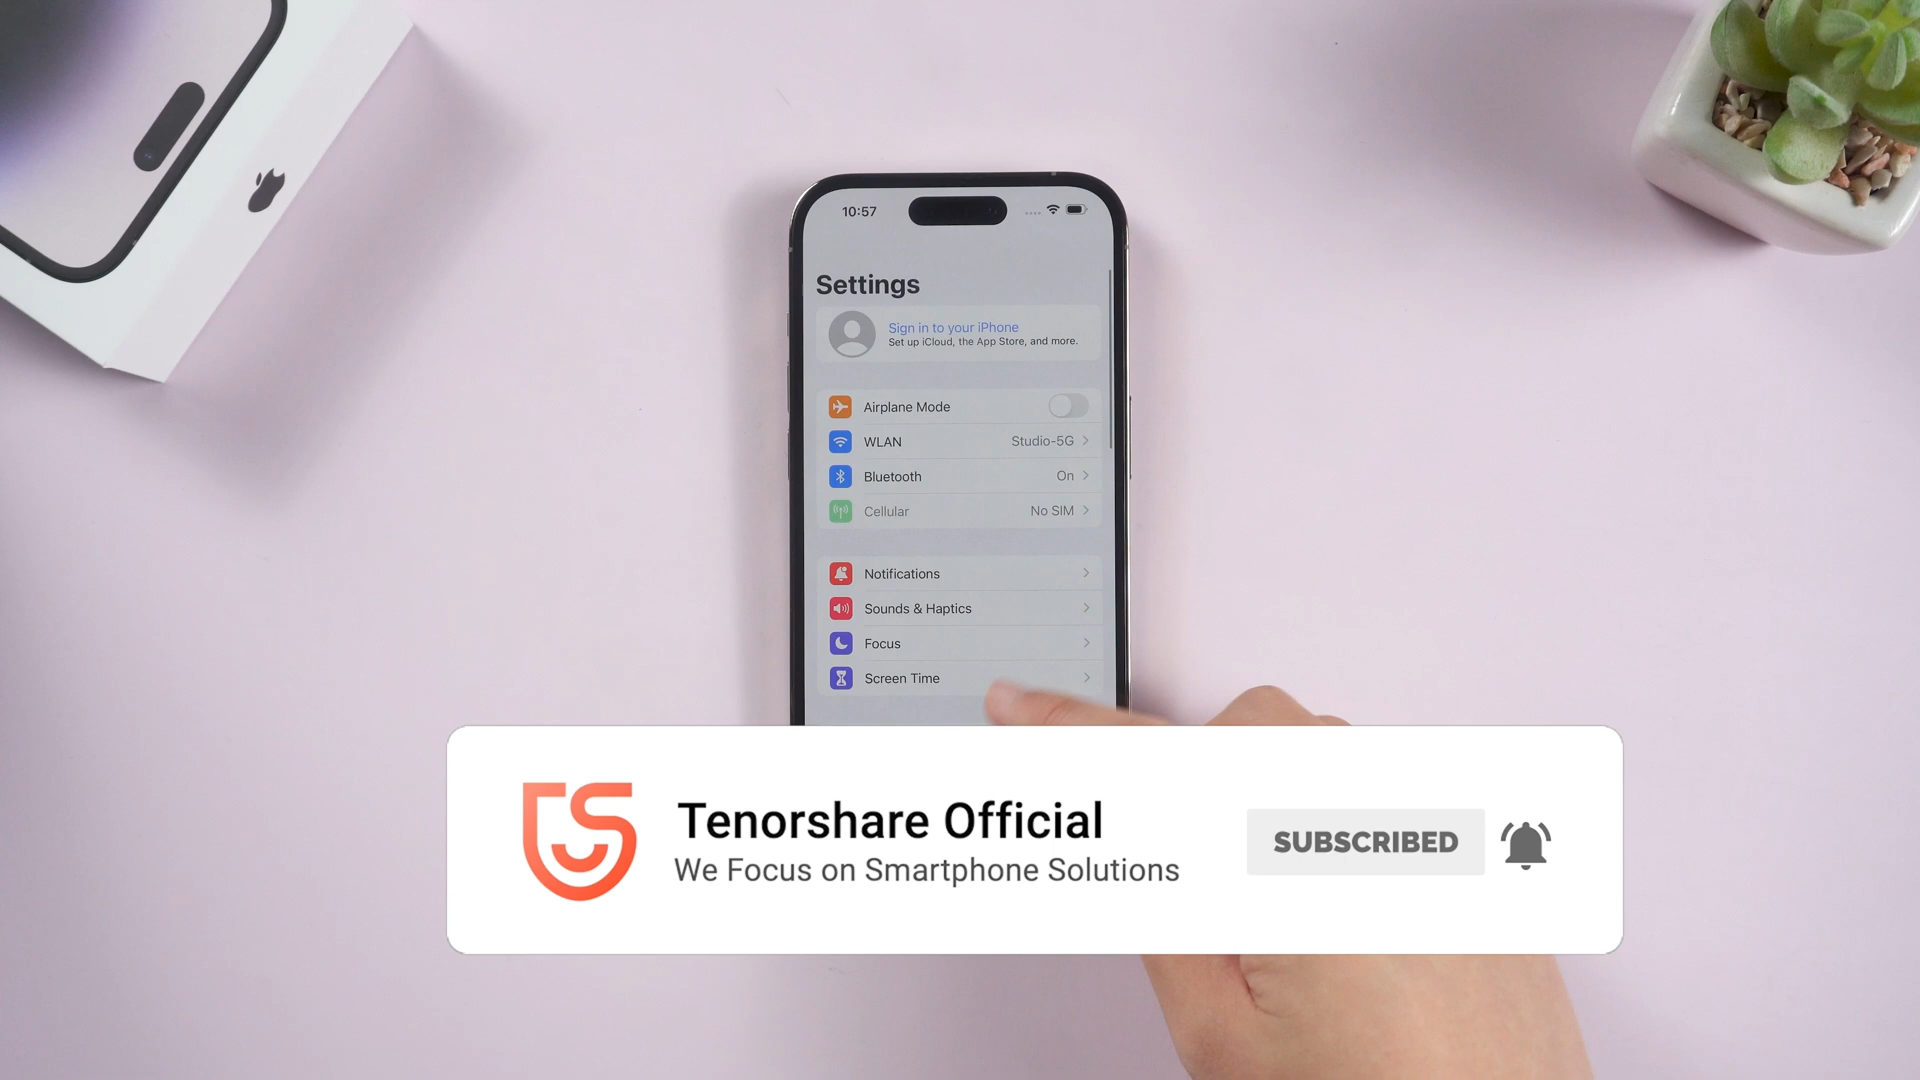 10:57
Settings
Sign in to your iPhone
Set up iCloud, the App Store, and more.
Airplane Mode
WLAN Studio-5G
Bluetooth On
Cellular No SIM
Notifications
Sounds & Haptics
Focus
Screen Time
Tenorshare Official
We Focus on Smartphone Solutions
SUBSCRIBED